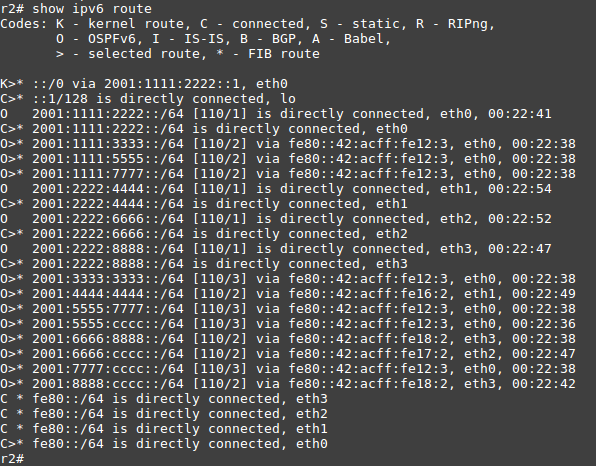 r2# show ipv6 route
Codes: K - kernel route, C - connected, S - static, R - RIPng,
       O - OSPFv6, I - IS-IS, B - BGP, A - Babel,
       > - selected route, * - FIB route

K>* ::/0 via 2001:1111:2222::1, eth0
C>* ::1/128 is directly connected, lo
O   2001:1111:2222::/64 [110/1] is directly connected, eth0, 00:22:41
C>* 2001:1111:2222::/64 is directly connected, eth0
O>* 2001:1111:3333::/64 [110/2] via fe80::42:acff:fe12:3, eth0, 00:22:38
O>* 2001:1111:5555::/64 [110/2] via fe80::42:acff:fe12:3, eth0, 00:22:38
O>* 2001:1111:7777::/64 [110/2] via fe80::42:acff:fe12:3, eth0, 00:22:38
O   2001:2222:4444::/64 [110/1] is directly connected, eth1, 00:22:54
C>* 2001:2222:4444::/64 is directly connected, eth1
O   2001:2222:6666::/64 [110/1] is directly connected, eth2, 00:22:52
C>* 2001:2222:6666::/64 is directly connected, eth2
O   2001:2222:8888::/64 [110/1] is directly connected, eth3, 00:22:47
C>* 2001:2222:8888::/64 is directly connected, eth3
O>* 2001:3333:3333::/64 [110/3] via fe80::42:acff:fe12:3, eth0, 00:22:38
O>* 2001:4444:4444::/64 [110/2] via fe80::42:acff:fe16:2, eth1, 00:22:49
O>* 2001:5555:7777::/64 [110/3] via fe80::42:acff:fe12:3, eth0, 00:22:38
O>* 2001:5555:cccc::/64 [110/3] via fe80::42:acff:fe12:3, eth0, 00:22:36
O>* 2001:6666:8888::/64 [110/2] via fe80::42:acff:fe18:2, eth3, 00:22:38
O>* 2001:6666:cccc::/64 [110/2] via fe80::42:acff:fe17:2, eth2, 00:22:47
O>* 2001:7777:cccc::/64 [110/3] via fe80::42:acff:fe12:3, eth0, 00:22:38
O>* 2001:8888:cccc::/64 [110/2] via fe80::42:acff:fe18:2, eth3, 00:22:42
C * fe80::/64 is directly connected, eth3
C * fe80::/64 is directly connected, eth2
C * fe80::/64 is directly connected, eth1
C>* fe80::/64 is directly connected, eth0
r2#